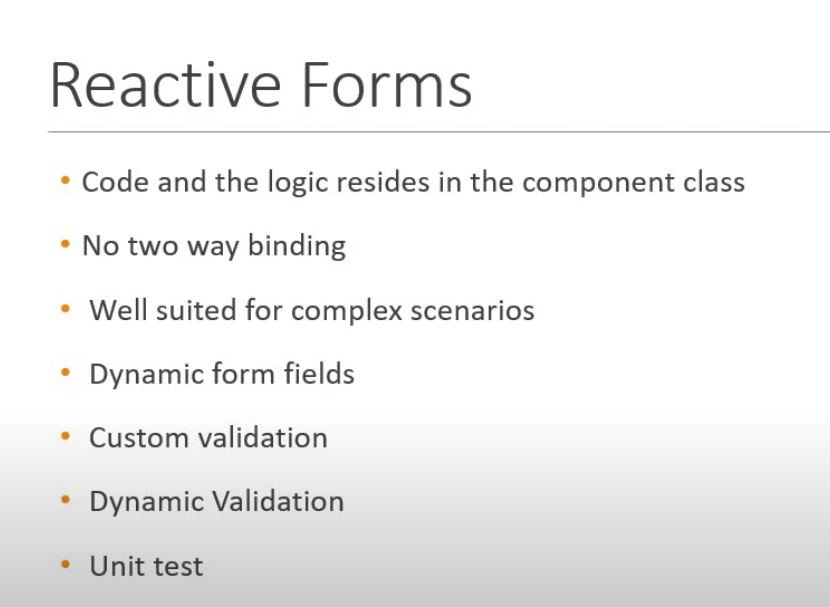 Reactive Forms
• Code and the logic resides in the component class
• No two way binding
• Well suited for complex scenarios
• Dynamic form fields
• Custom validation
• Dynamic Validation
• Unit test